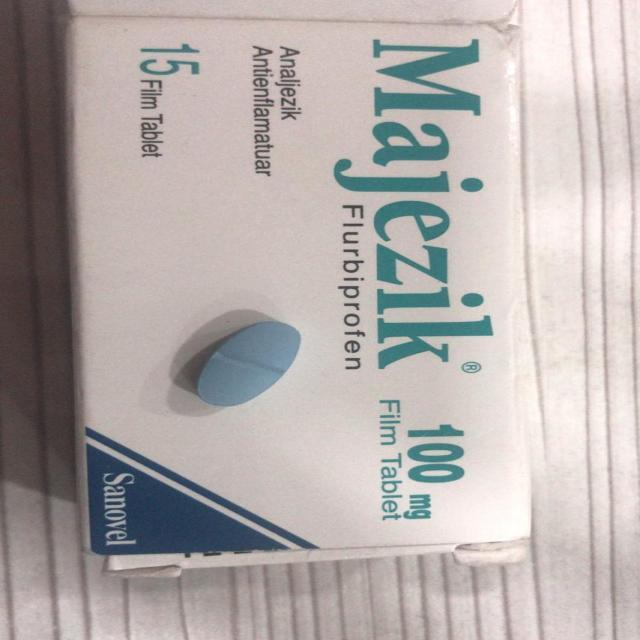 Majezik® 100 mg
Film Tablet
Flurbiprofen
Analjezik
Antienflamatuar
15 Film Tablet
Sanovel